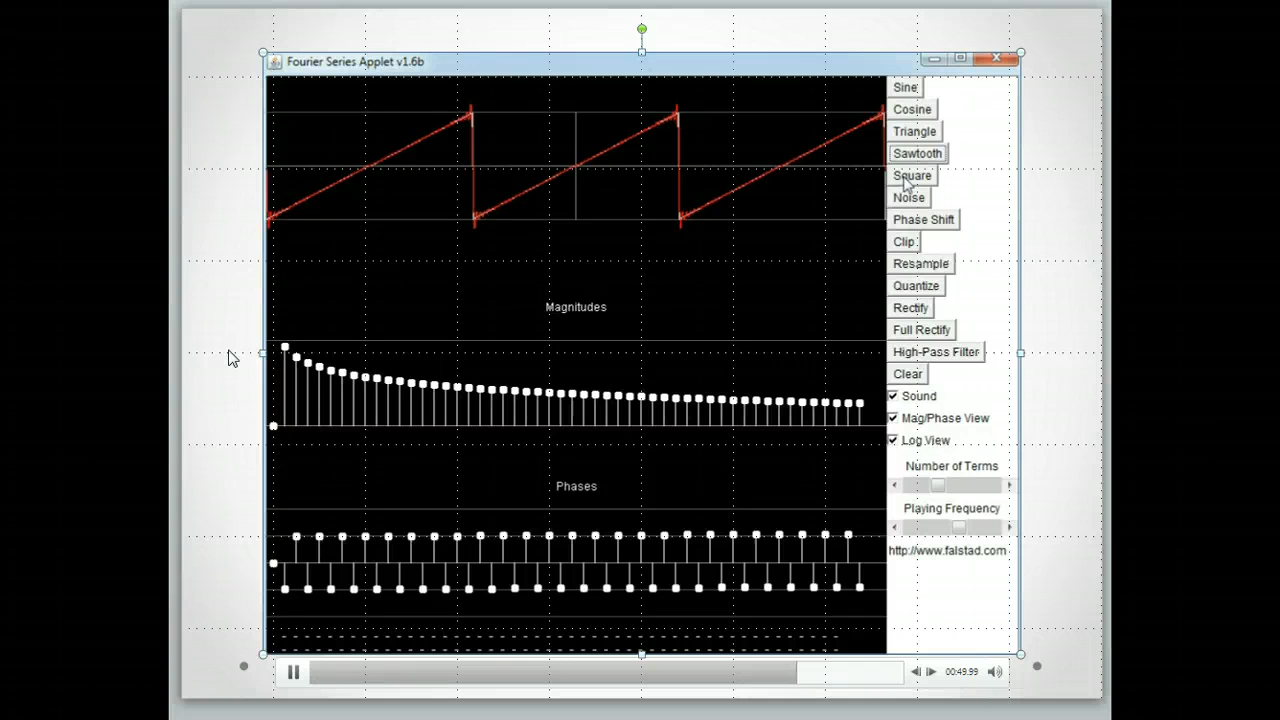 Fourier Series Applet v1.6b
Sine
Cosine
Triangle
Sawtooth
Square
Noise
Phase Shift
Clip
Resample
Quantize
Rectify
Full Rectify
High-Pass Filter
Clear
Sound
Mag/Phase View
Log View
Number of Terms
Playing Frequency
http://www.falstad.com
Magnitudes
Phases
00:49.99